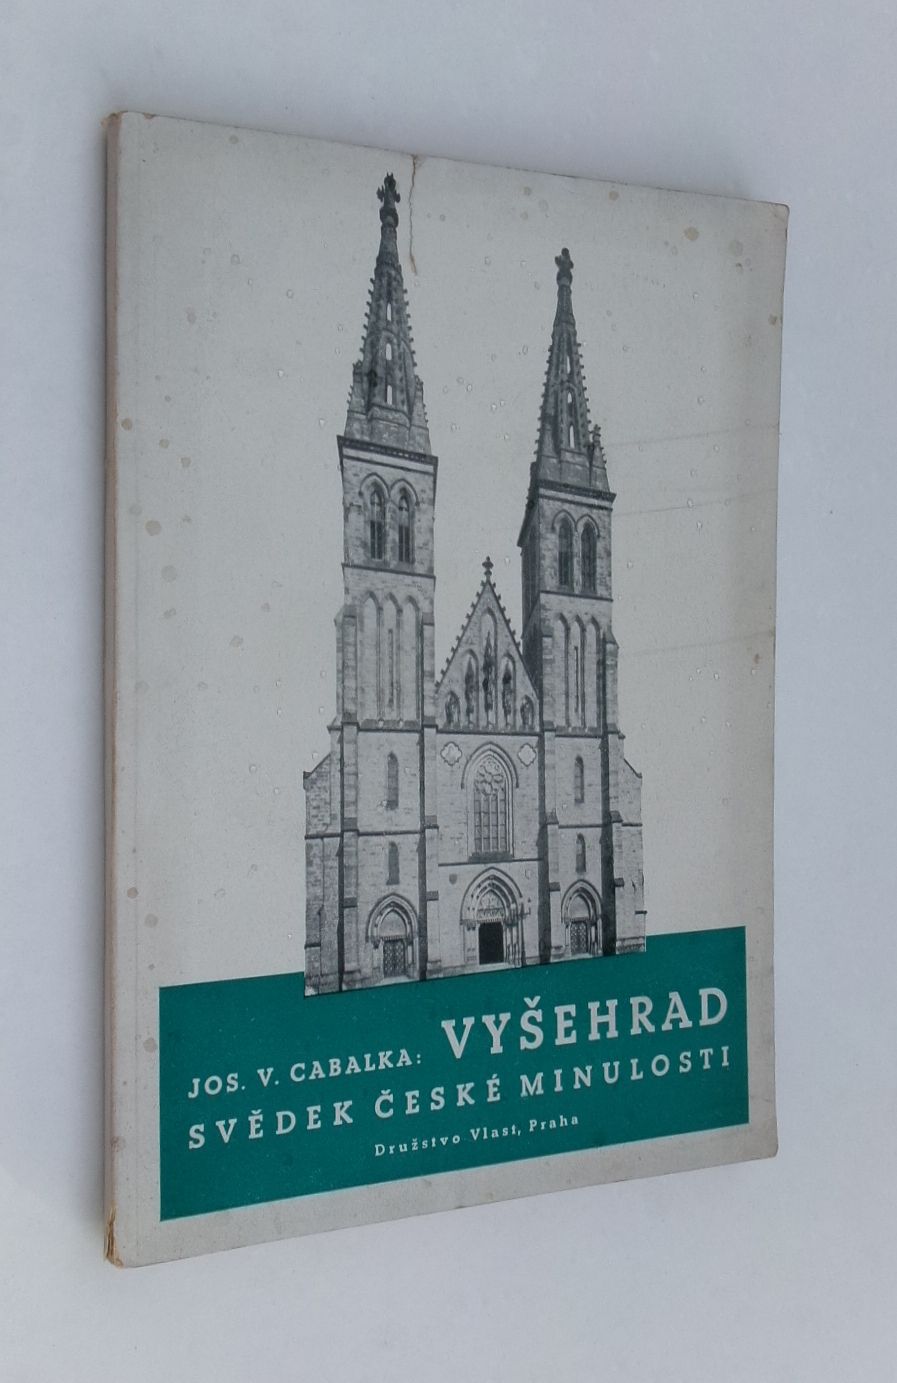 JOS. V. CABALKA: VYŠEHRAD
SVĚDEK ČESKÉ MINULOSTI
Družstvo Vlast, Praha